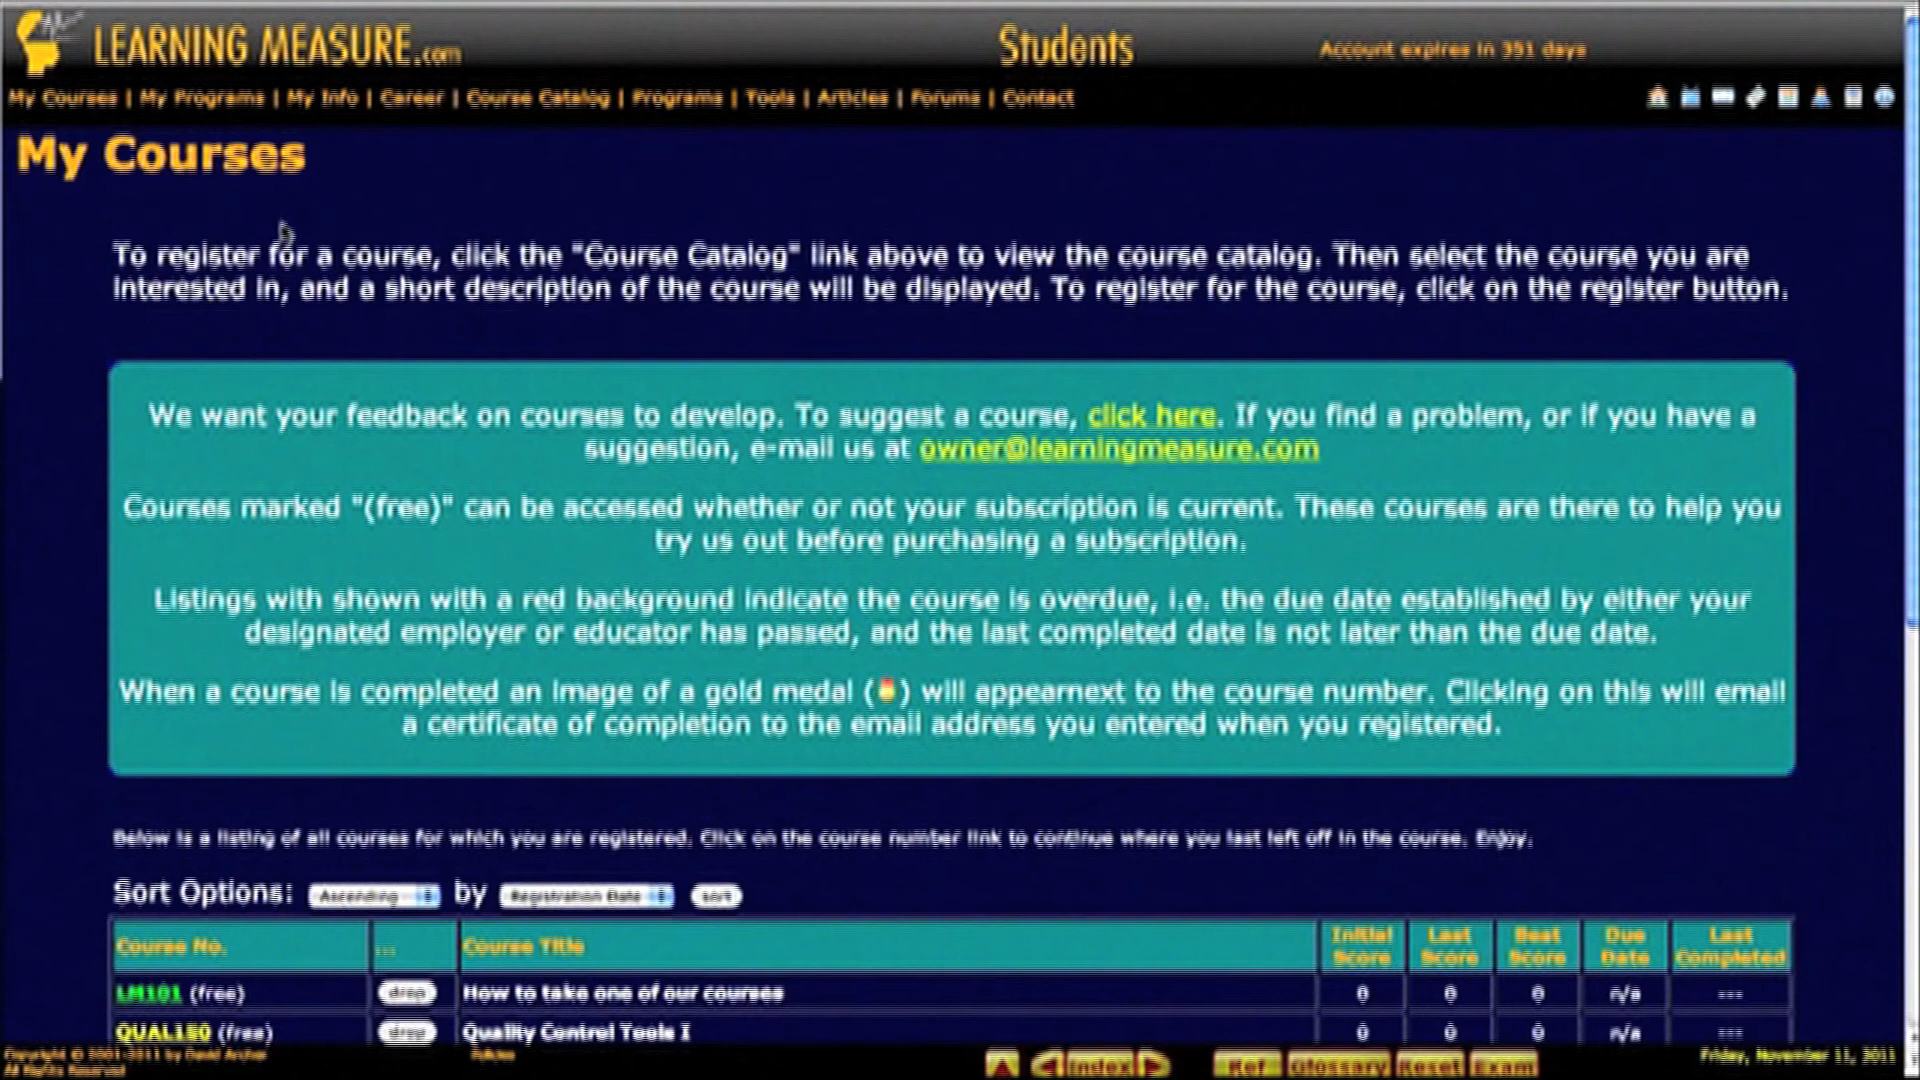 LEARNING MEASURE.com
Students
Account expires in 351 days
My Courses | My Programs | My Info | Career | Course Catalog | Programs | Tools | Articles | Forums | Contact
My Courses
To register for a course, click the "Course Catalog" link above to view the course catalog. Then select the course you are
interested in, and a short description of the course will be displayed. To register for the course, click on the register button.
We want your feedback on courses to develop. To suggest a course, click here. If you find a problem, or if you have a
suggestion, e-mail us at owner@learningmeasure.com
Courses marked "(free)" can be accessed whether or not your subscription is current. These courses are there to help you
try us out before purchasing a subscription.
Listings with shown with a red background indicate the course is overdue, i.e. the due date established by either your
designated employer or educator has passed, and the last completed date is not later than the due date.
When a course is completed an image of a gold medal ( ) will appearnext to the course number. Clicking on this will email
a certificate of completion to the email address you entered when you registered.
Below is a listing of all courses for which you are registered. Click on the course number link to continue where you last left off in the course. Enjoy.
Sort Options: Ascending by Registration Date sort
Course No. ... Course Title Initial Score Last Score Best Score Due Date Last Completed
LM101 (free) drop How to take one of our courses 0 0 0 n/a ---
QUAL150 (free) drop Quality Control Tools I 0 0 0 n/a ---
Copyright © 2001-2011 by David Archer
All Rights Reserved
Policies
Index Ref Glossary Reset Exam
Friday, November 11, 2011